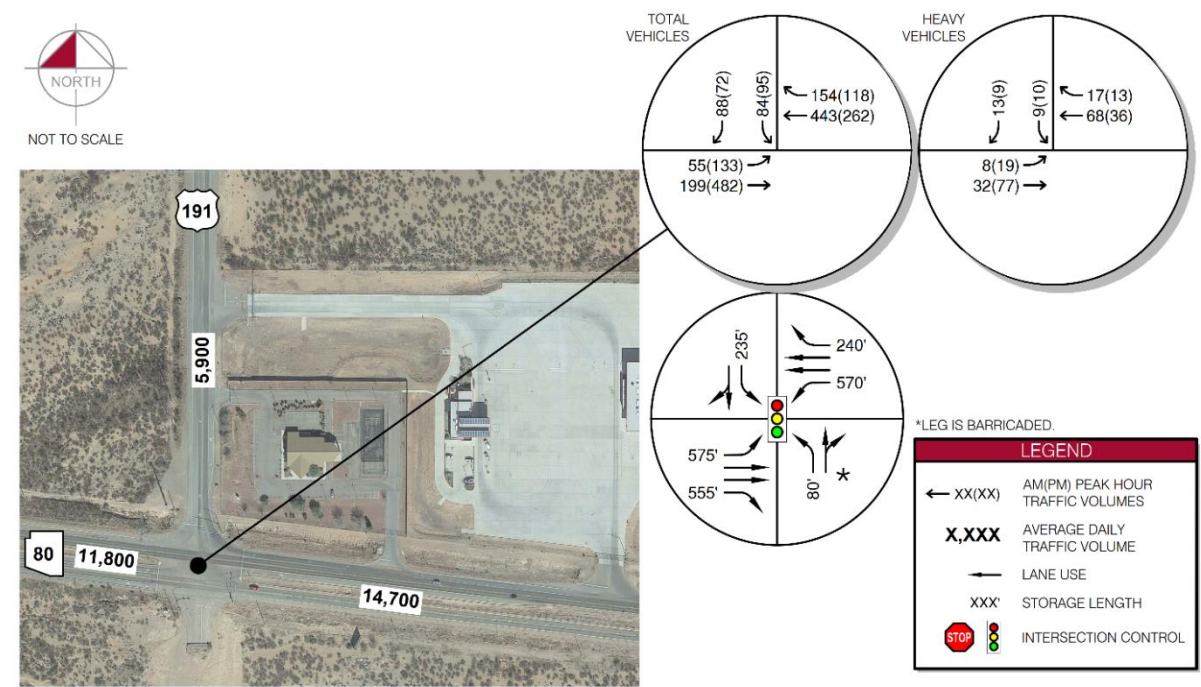 NORTH
NOT TO SCALE
TOTAL
VEHICLES
88(72)
84(95)
154(118)
443(262)
55(133)
199(482)
HEAVY
VEHICLES
13(9)
9(10)
17(13)
68(36)
8(19)
32(77)
191
5,900
80
11,800
14,700
235'
240'
570'
575'
555'
80'
*
*LEG IS BARRICADED.
LEGEND
XX(XX)
AM(PM) PEAK HOUR
TRAFFIC VOLUMES
X,XXX
AVERAGE DAILY
TRAFFIC VOLUME
LANE USE
XXX'
STORAGE LENGTH
STOP
INTERSECTION CONTROL